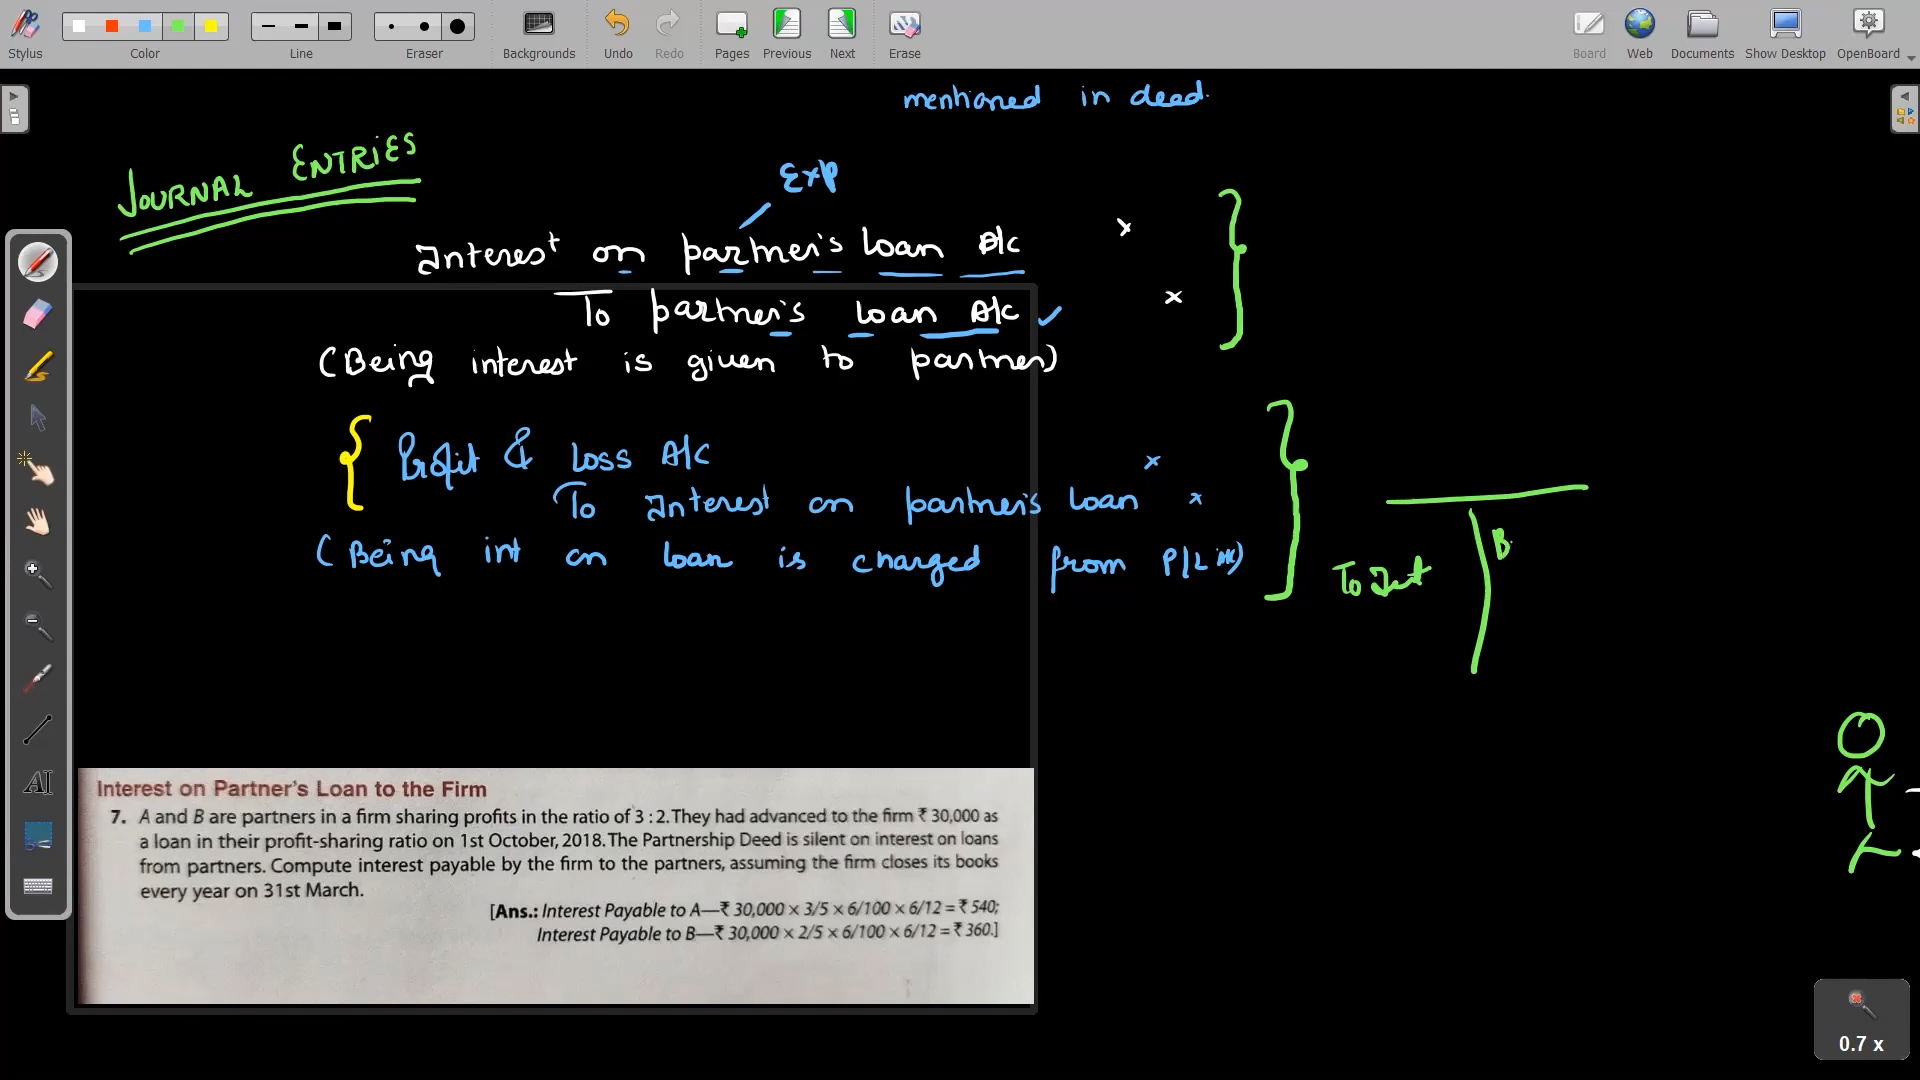 Stylus
Color
Line
Eraser
Backgrounds
Undo
Redo
Pages
Previous
Next
Erase
Board
Web
Documents
Show Desktop
OpenBoard
mentioned in deed.
JOURNAL ENTRIES
Exp
Interest on partner's loan A/c x
To partner's loan A/c ✓ x
(Being interest is given to partner)
Profit & Loss A/c x
To Interest on partner's loan x
(Being int on loan is charged from P/L A/c)
To Int
B
Interest on Partner's Loan to the Firm
7. A and B are partners in a firm sharing profits in the ratio of 3 : 2. They had advanced to the firm ₹ 30,000 as
a loan in their profit-sharing ratio on 1st October, 2018. The Partnership Deed is silent on interest on loans
from partners. Compute interest payable by the firm to the partners, assuming the firm closes its books
every year on 31st March.
[Ans.: Interest Payable to A—₹ 30,000 × 3/5 × 6/100 × 6/12 = ₹ 540;
Interest Payable to B—₹ 30,000 × 2/5 × 6/100 × 6/12 = ₹ 360.]
AI
0.7 x